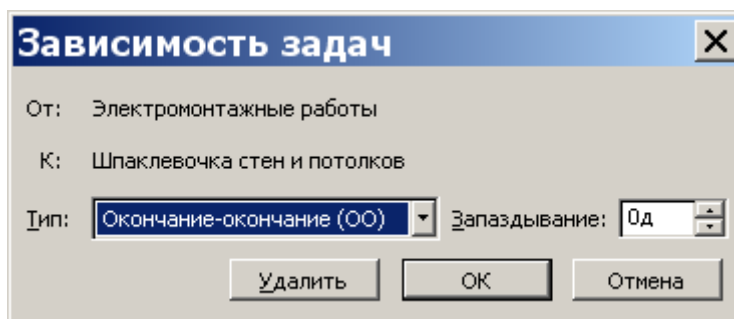 Зависимость задач
От: Электромонтажные работы
К: Шпаклевочка стен и потолков
Тип: Окончание-окончание (ОО) Запаздывание: 0д
Удалить ОК Отмена